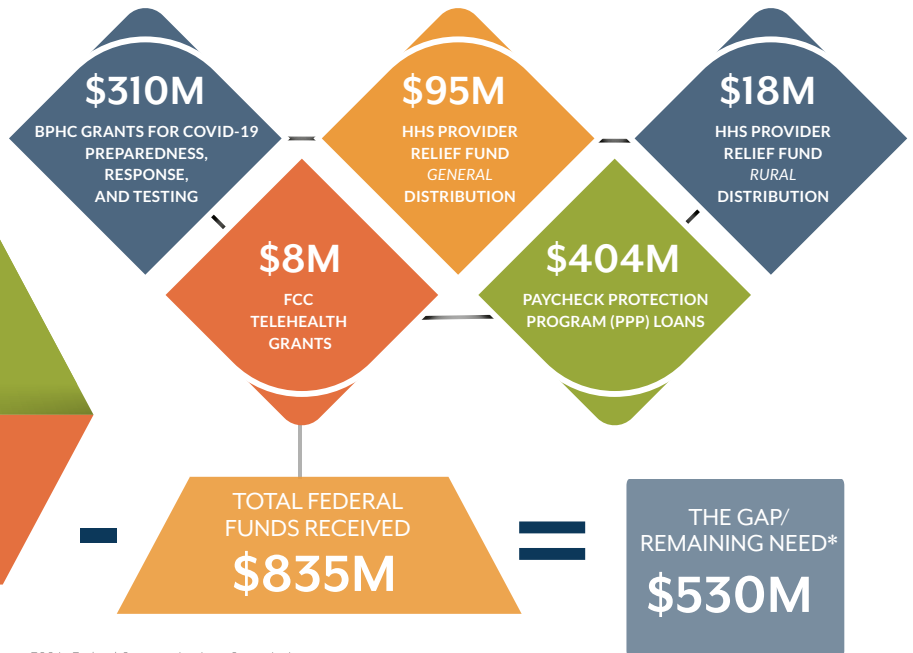 $310M
BPHC GRANTS FOR COVID-19
PREPAREDNESS,
RESPONSE,
AND TESTING
$95M
HHS PROVIDER
RELIEF FUND
GENERAL
DISTRIBUTION
$18M
HHS PROVIDER
RELIEF FUND
RURAL
DISTRIBUTION
$8M
FCC
TELEHEALTH
GRANTS
$404M
PAYCHECK PROTECTION
PROGRAM (PPP) LOANS
TOTAL FEDERAL
FUNDS RECEIVED
$835M
THE GAP/
REMAINING NEED*
$530M